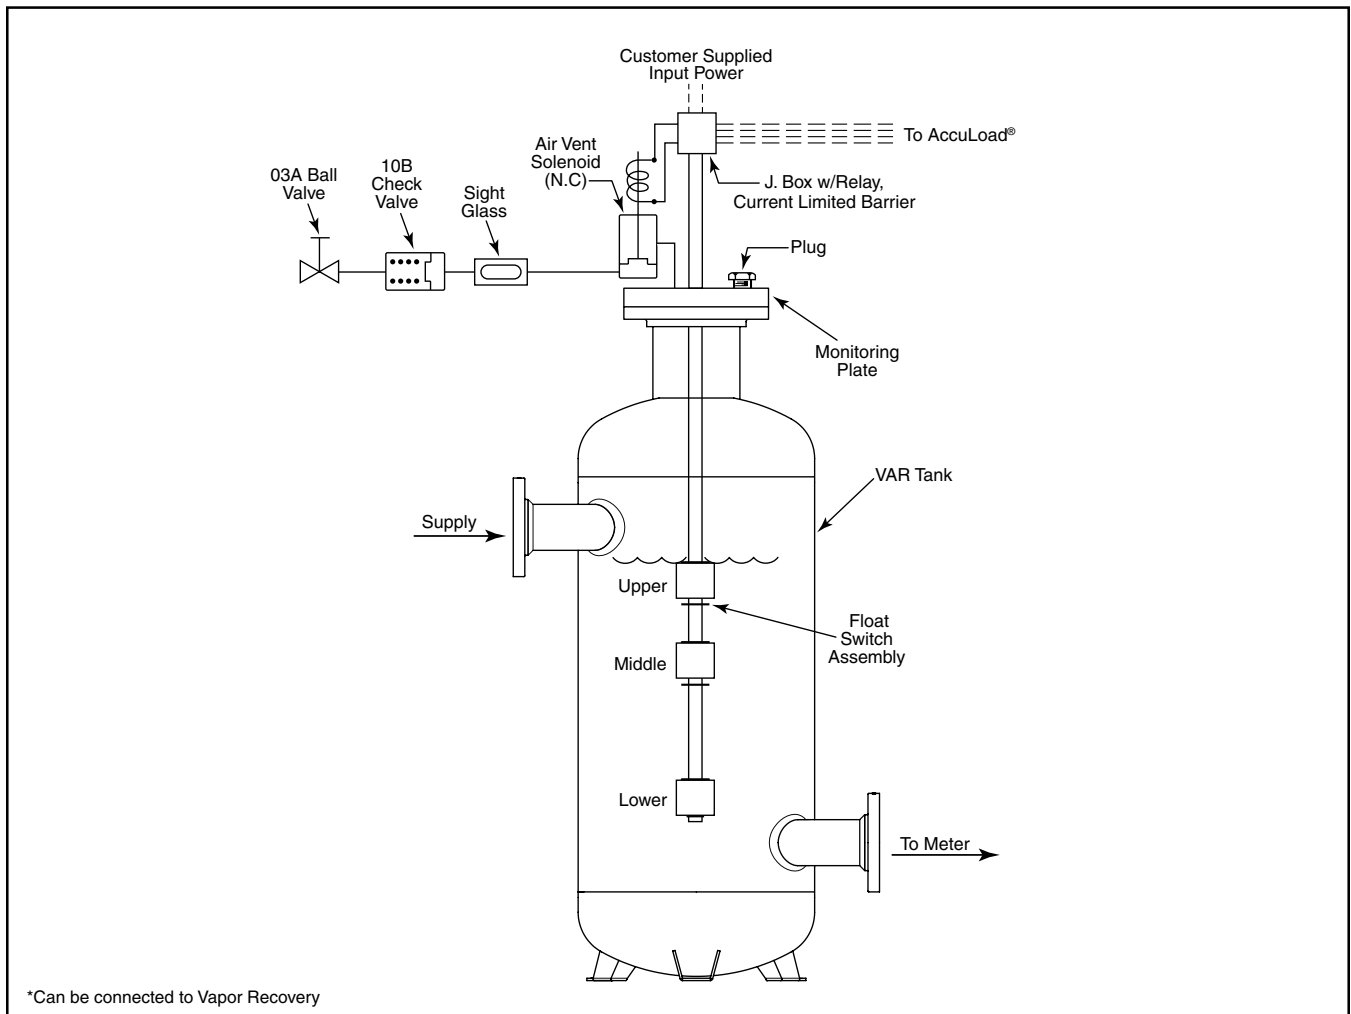 Customer Supplied
Input Power
To AccuLoad®
Air Vent
Solenoid
(N.C)
J. Box w/Relay,
Current Limited Barrier
03A Ball
Valve
10B
Check
Valve
Sight
Glass
Plug
Monitoring
Plate
VAR Tank
Supply
Upper
Float
Switch
Assembly
Middle
Lower
To Meter
*Can be connected to Vapor Recovery